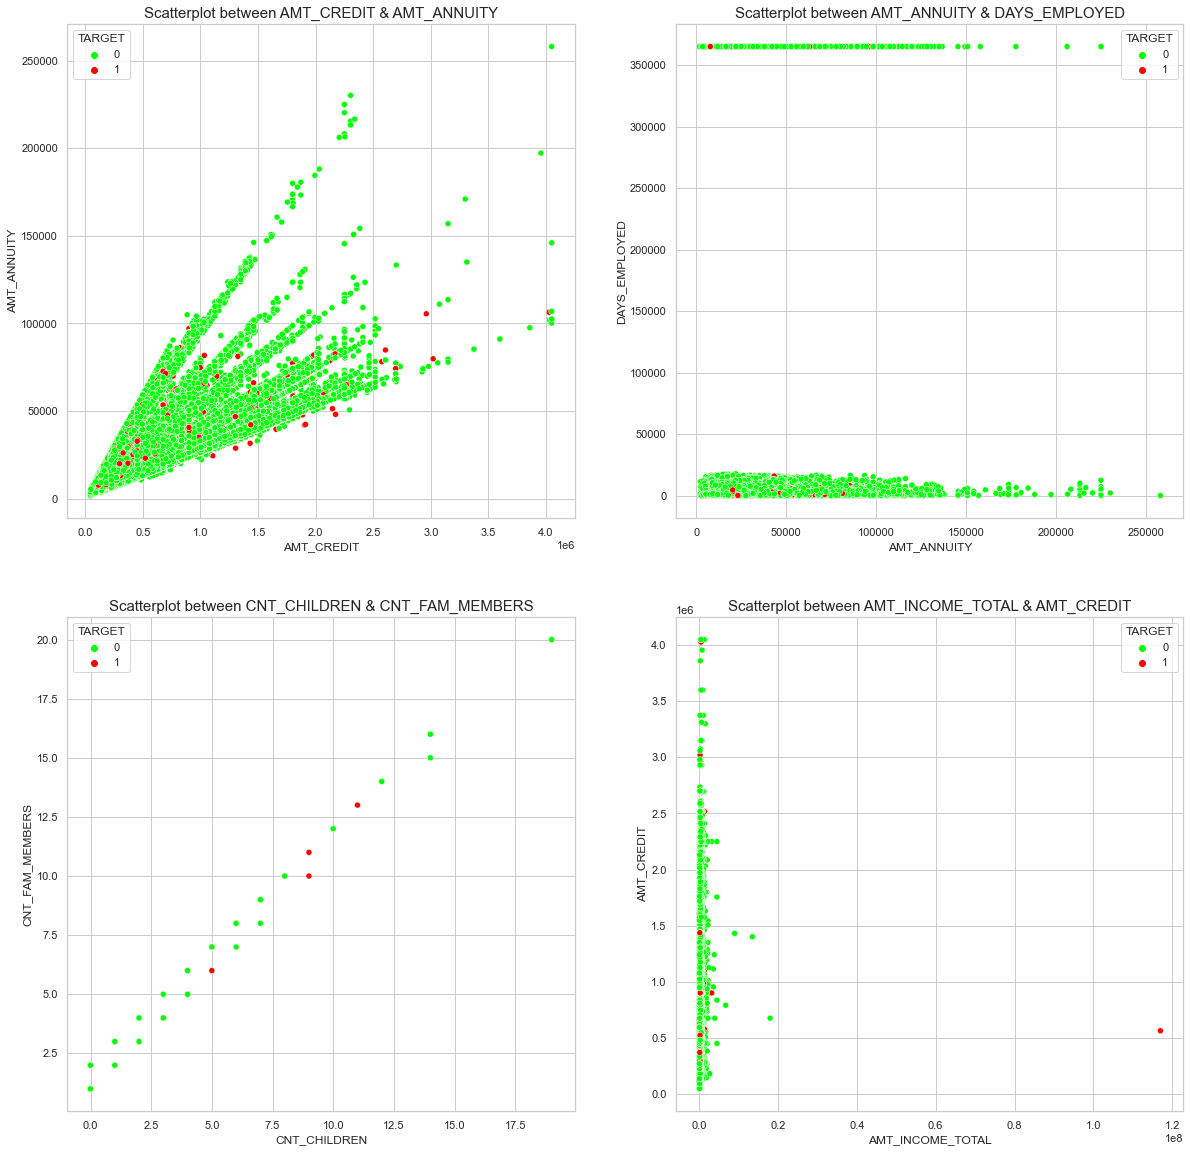 Scatterplot between AMT_CREDIT & AMT_ANNUITY
TARGET
0
1
250000
200000
150000
100000
50000
0
AMT_ANNUITY
0.0 0.5 1.0 1.5 2.0 2.5 3.0 3.5 4.0
1e6
AMT_CREDIT
Scatterplot between AMT_ANNUITY & DAYS_EMPLOYED
TARGET
0
1
350000
300000
250000
200000
150000
100000
50000
0
DAYS_EMPLOYED
0 50000 100000 150000 200000 250000
AMT_ANNUITY
Scatterplot between CNT_CHILDREN & CNT_FAM_MEMBERS
TARGET
0
1
20.0
17.5
15.0
12.5
10.0
7.5
5.0
2.5
CNT_FAM_MEMBERS
0.0 2.5 5.0 7.5 10.0 12.5 15.0 17.5
CNT_CHILDREN
Scatterplot between AMT_INCOME_TOTAL & AMT_CREDIT
1e6
TARGET
0
1
4.0
3.5
3.0
2.5
2.0
1.5
1.0
0.5
0.0
AMT_CREDIT
0.0 0.2 0.4 0.6 0.8 1.0 1.2
1e8
AMT_INCOME_TOTAL